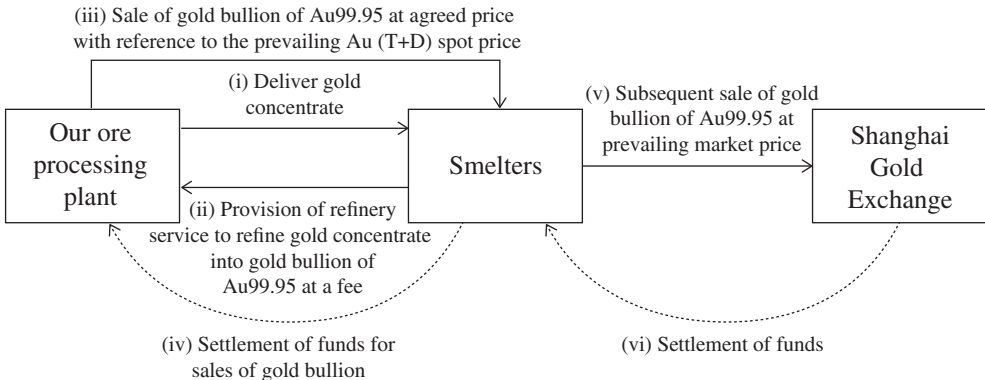 (iii) Sale of gold bullion of Au99.95 at agreed price
with reference to the prevailing Au (T+D) spot price
(i) Deliver gold
concentrate
(v) Subsequent sale of gold
bullion of Au99.95 at
prevailing market price
Our ore
processing
plant
Smelters
Shanghai
Gold
Exchange
(ii) Provision of refinery
service to refine gold concentrate
into gold bullion of
Au99.95 at a fee
(iv) Settlement of funds for
sales of gold bullion
(vi) Settlement of funds